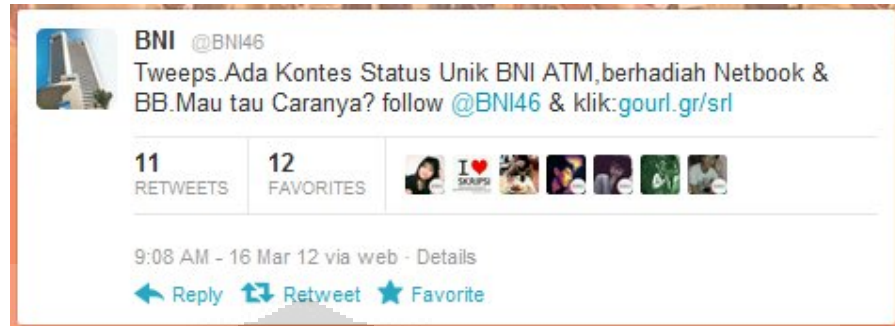 BNI @BNI46
Tweeps.Ada Kontes Status Unik BNI ATM,berhadiah Netbook &
BB.Mau tau Caranya? follow @BNI46 & klik:gourl.gr/srl
11 12
RETWEETS FAVORITES
I ♥
SKRIPSI
9:08 AM - 16 Mar 12 via web · Details
Reply Retweet Favorite